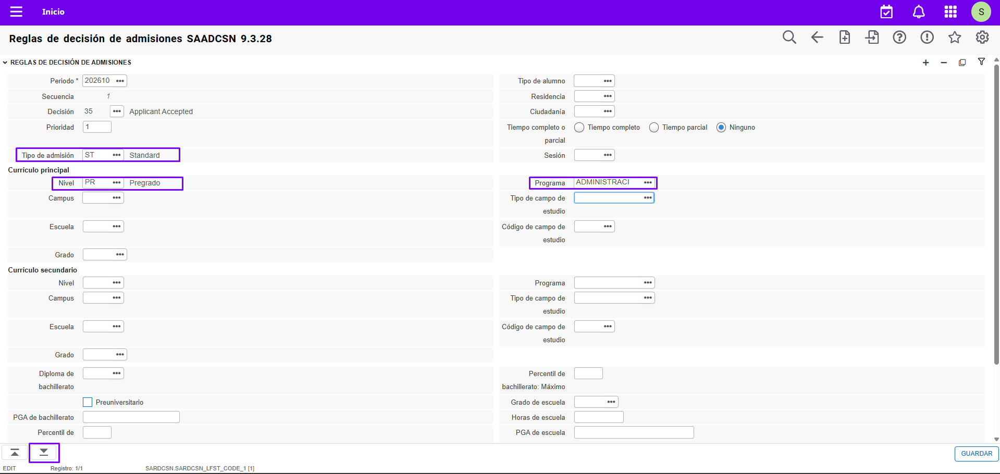 Inicio
S
Reglas de decisión de admisiones SAADCSN 9.3.28
REGLAS DE DECISIÓN DE ADMISIONES
Periodo * 202610
Tipo de alumno
Secuencia 1
Residencia
Decisión 35 Applicant Accepted
Ciudadanía
Prioridad 1
Tiempo completo o parcial
Tiempo completo Tiempo parcial Ninguno
Tipo de admisión ST Standard
Sesión
Currículo principal
Nivel PR Pregrado
Programa ADMINISTRACI
Campus
Tipo de campo de estudio
Escuela
Código de campo de estudio
Grado
Currículo secundario
Nivel
Programa
Campus
Tipo de campo de estudio
Escuela
Código de campo de estudio
Grado
Diploma de bachillerato
Percentil de bachillerato: Máximo
Preuniversitario
Grado de escuela
PGA de bachillerato
Horas de escuela
Percentil de
PGA de escuela
GUARDAR
EDIT Registro: 1/1 SARDCSN.SARDCSN_LFST_CODE_1 [1]